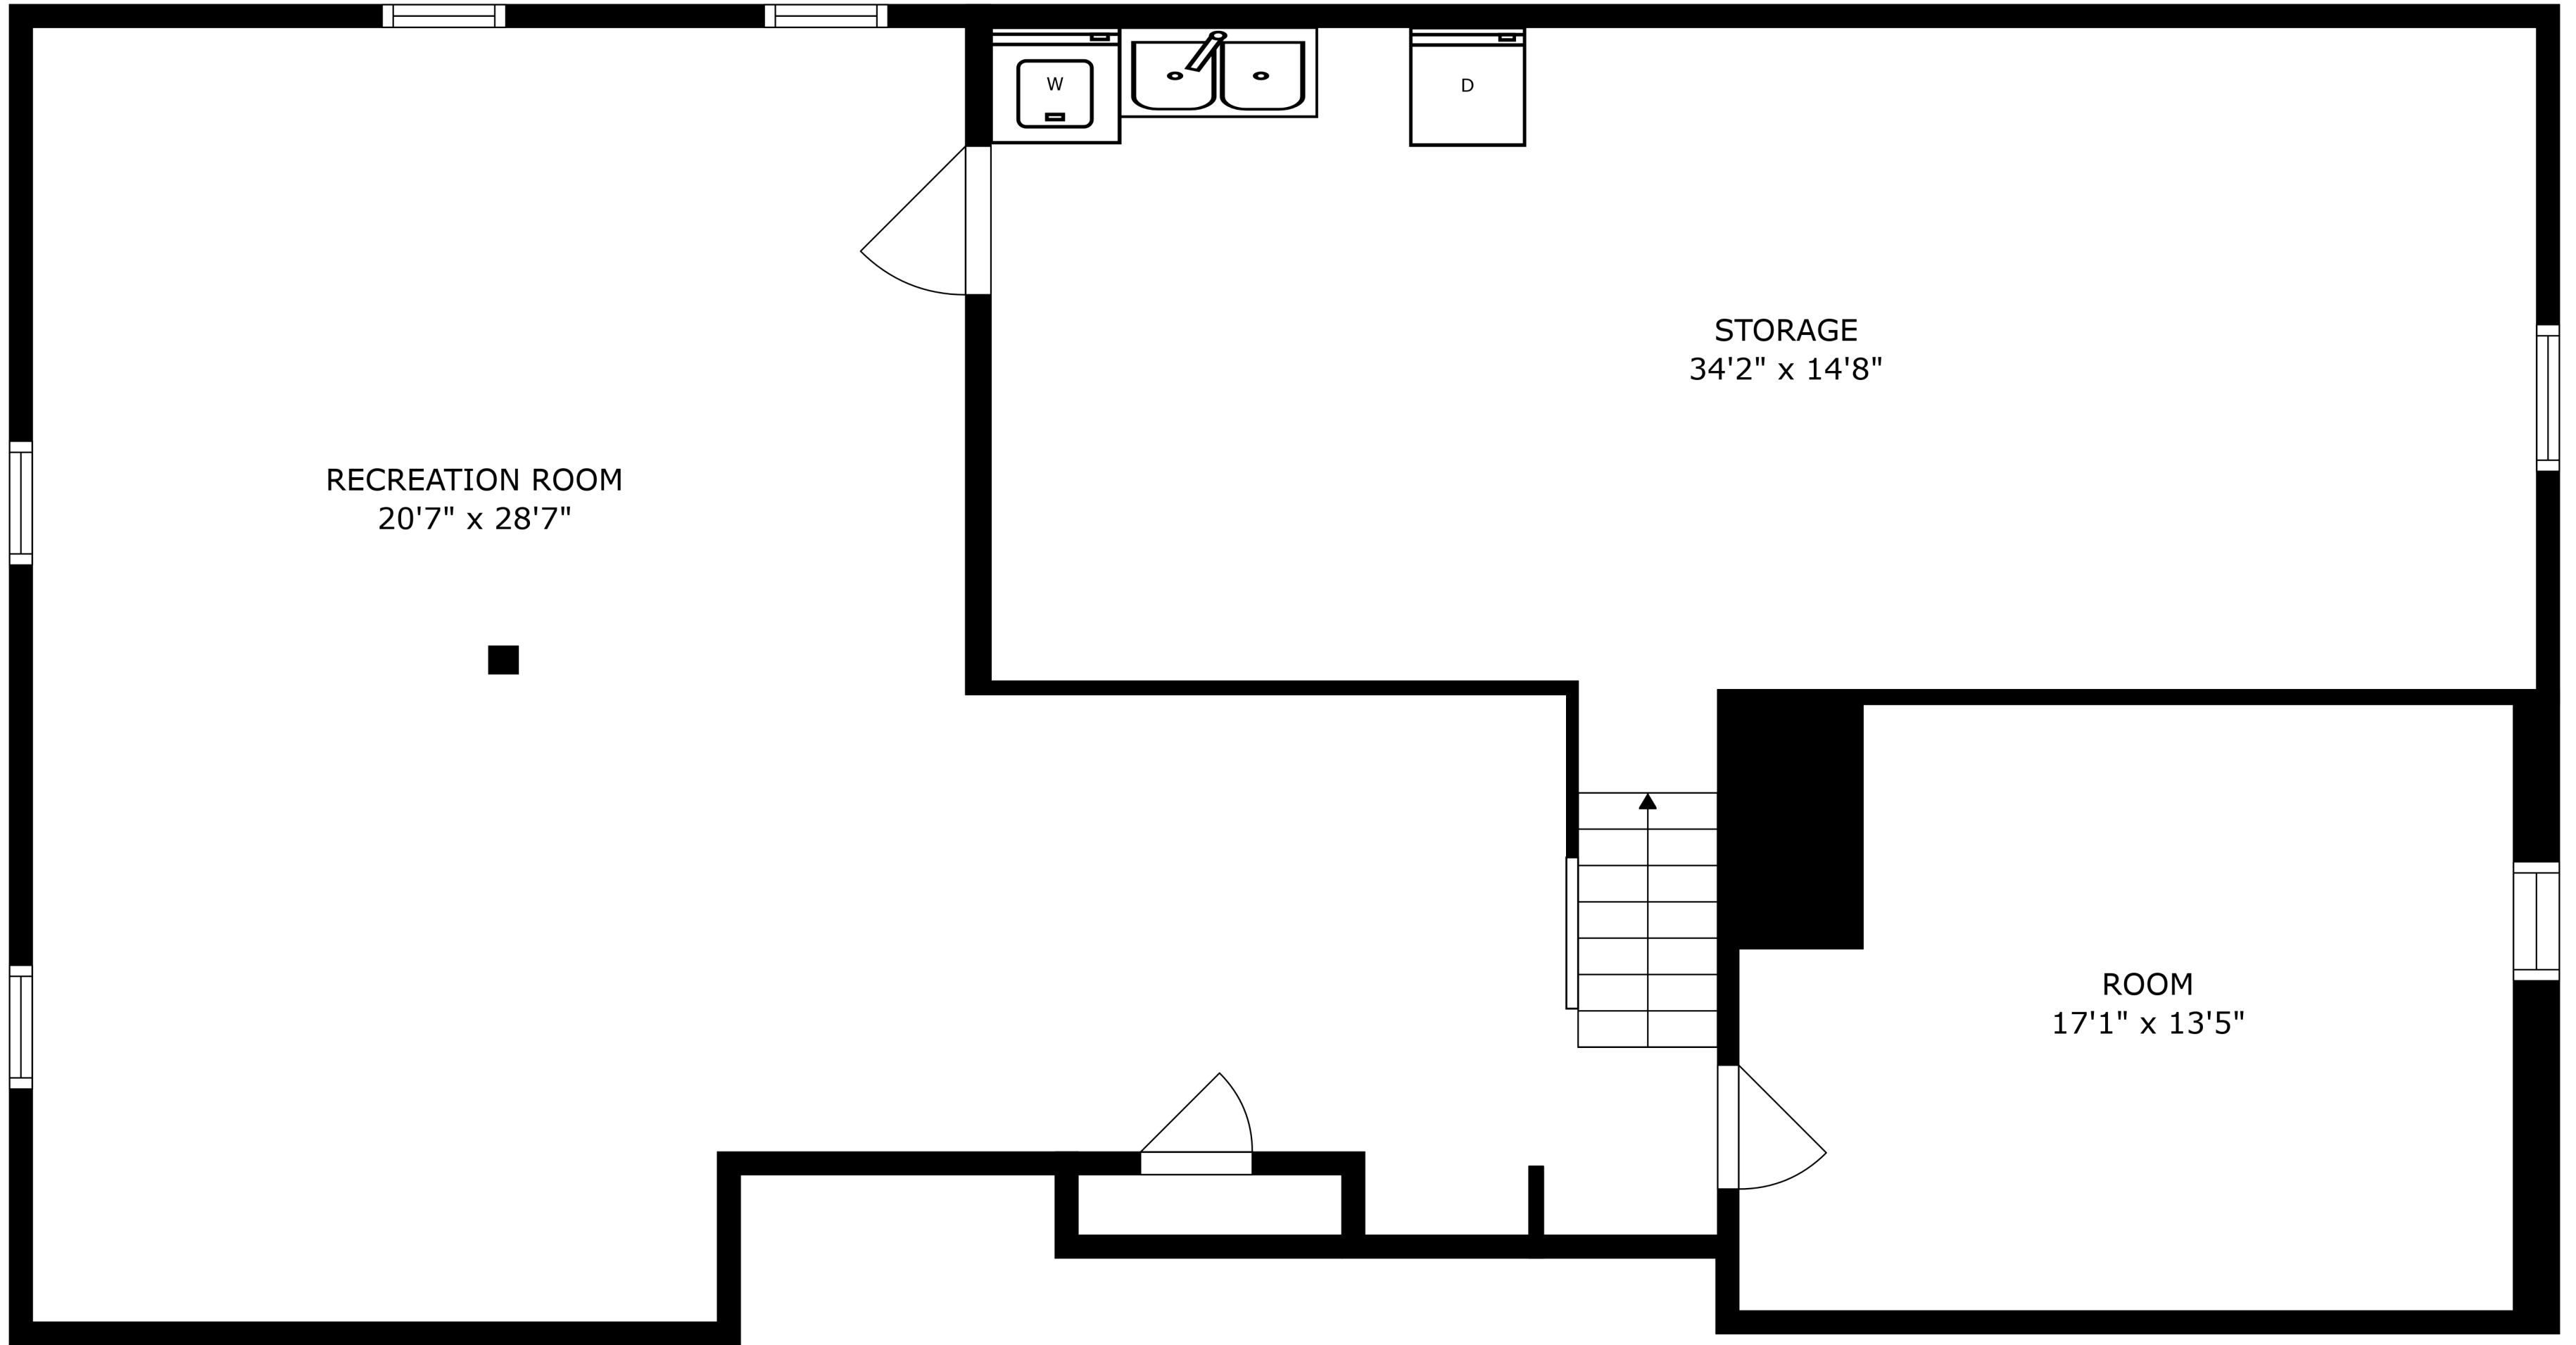 W
D
STORAGE
34'2" x 14'8"
RECREATION ROOM
20'7" x 28'7"
ROOM
17'1" x 13'5"